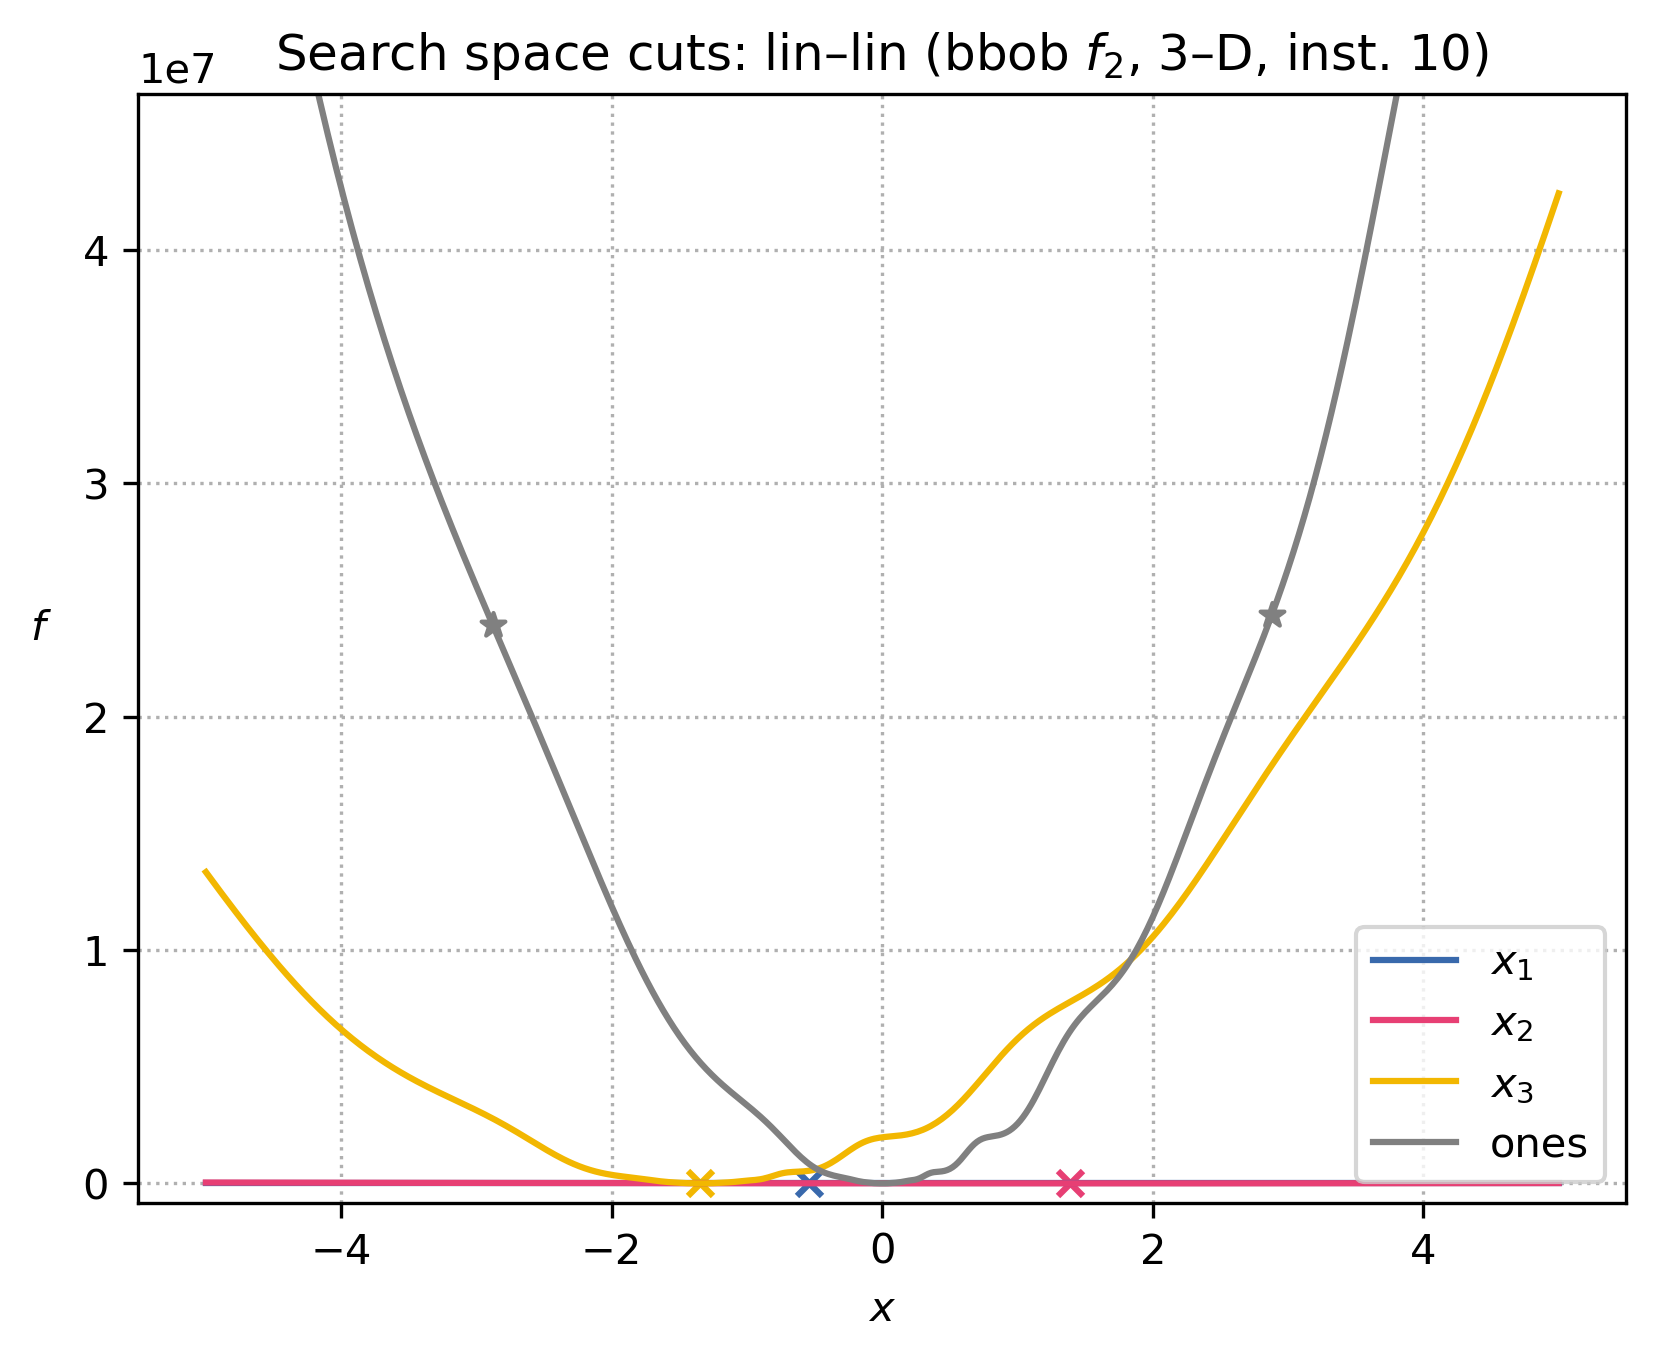 Search space cuts: lin–lin (bbob f₂, 3–D, inst. 10)
1e7
4
3
2
1
0
f
−4
−2
0
2
4
x
x₁
x₂
x₃
ones